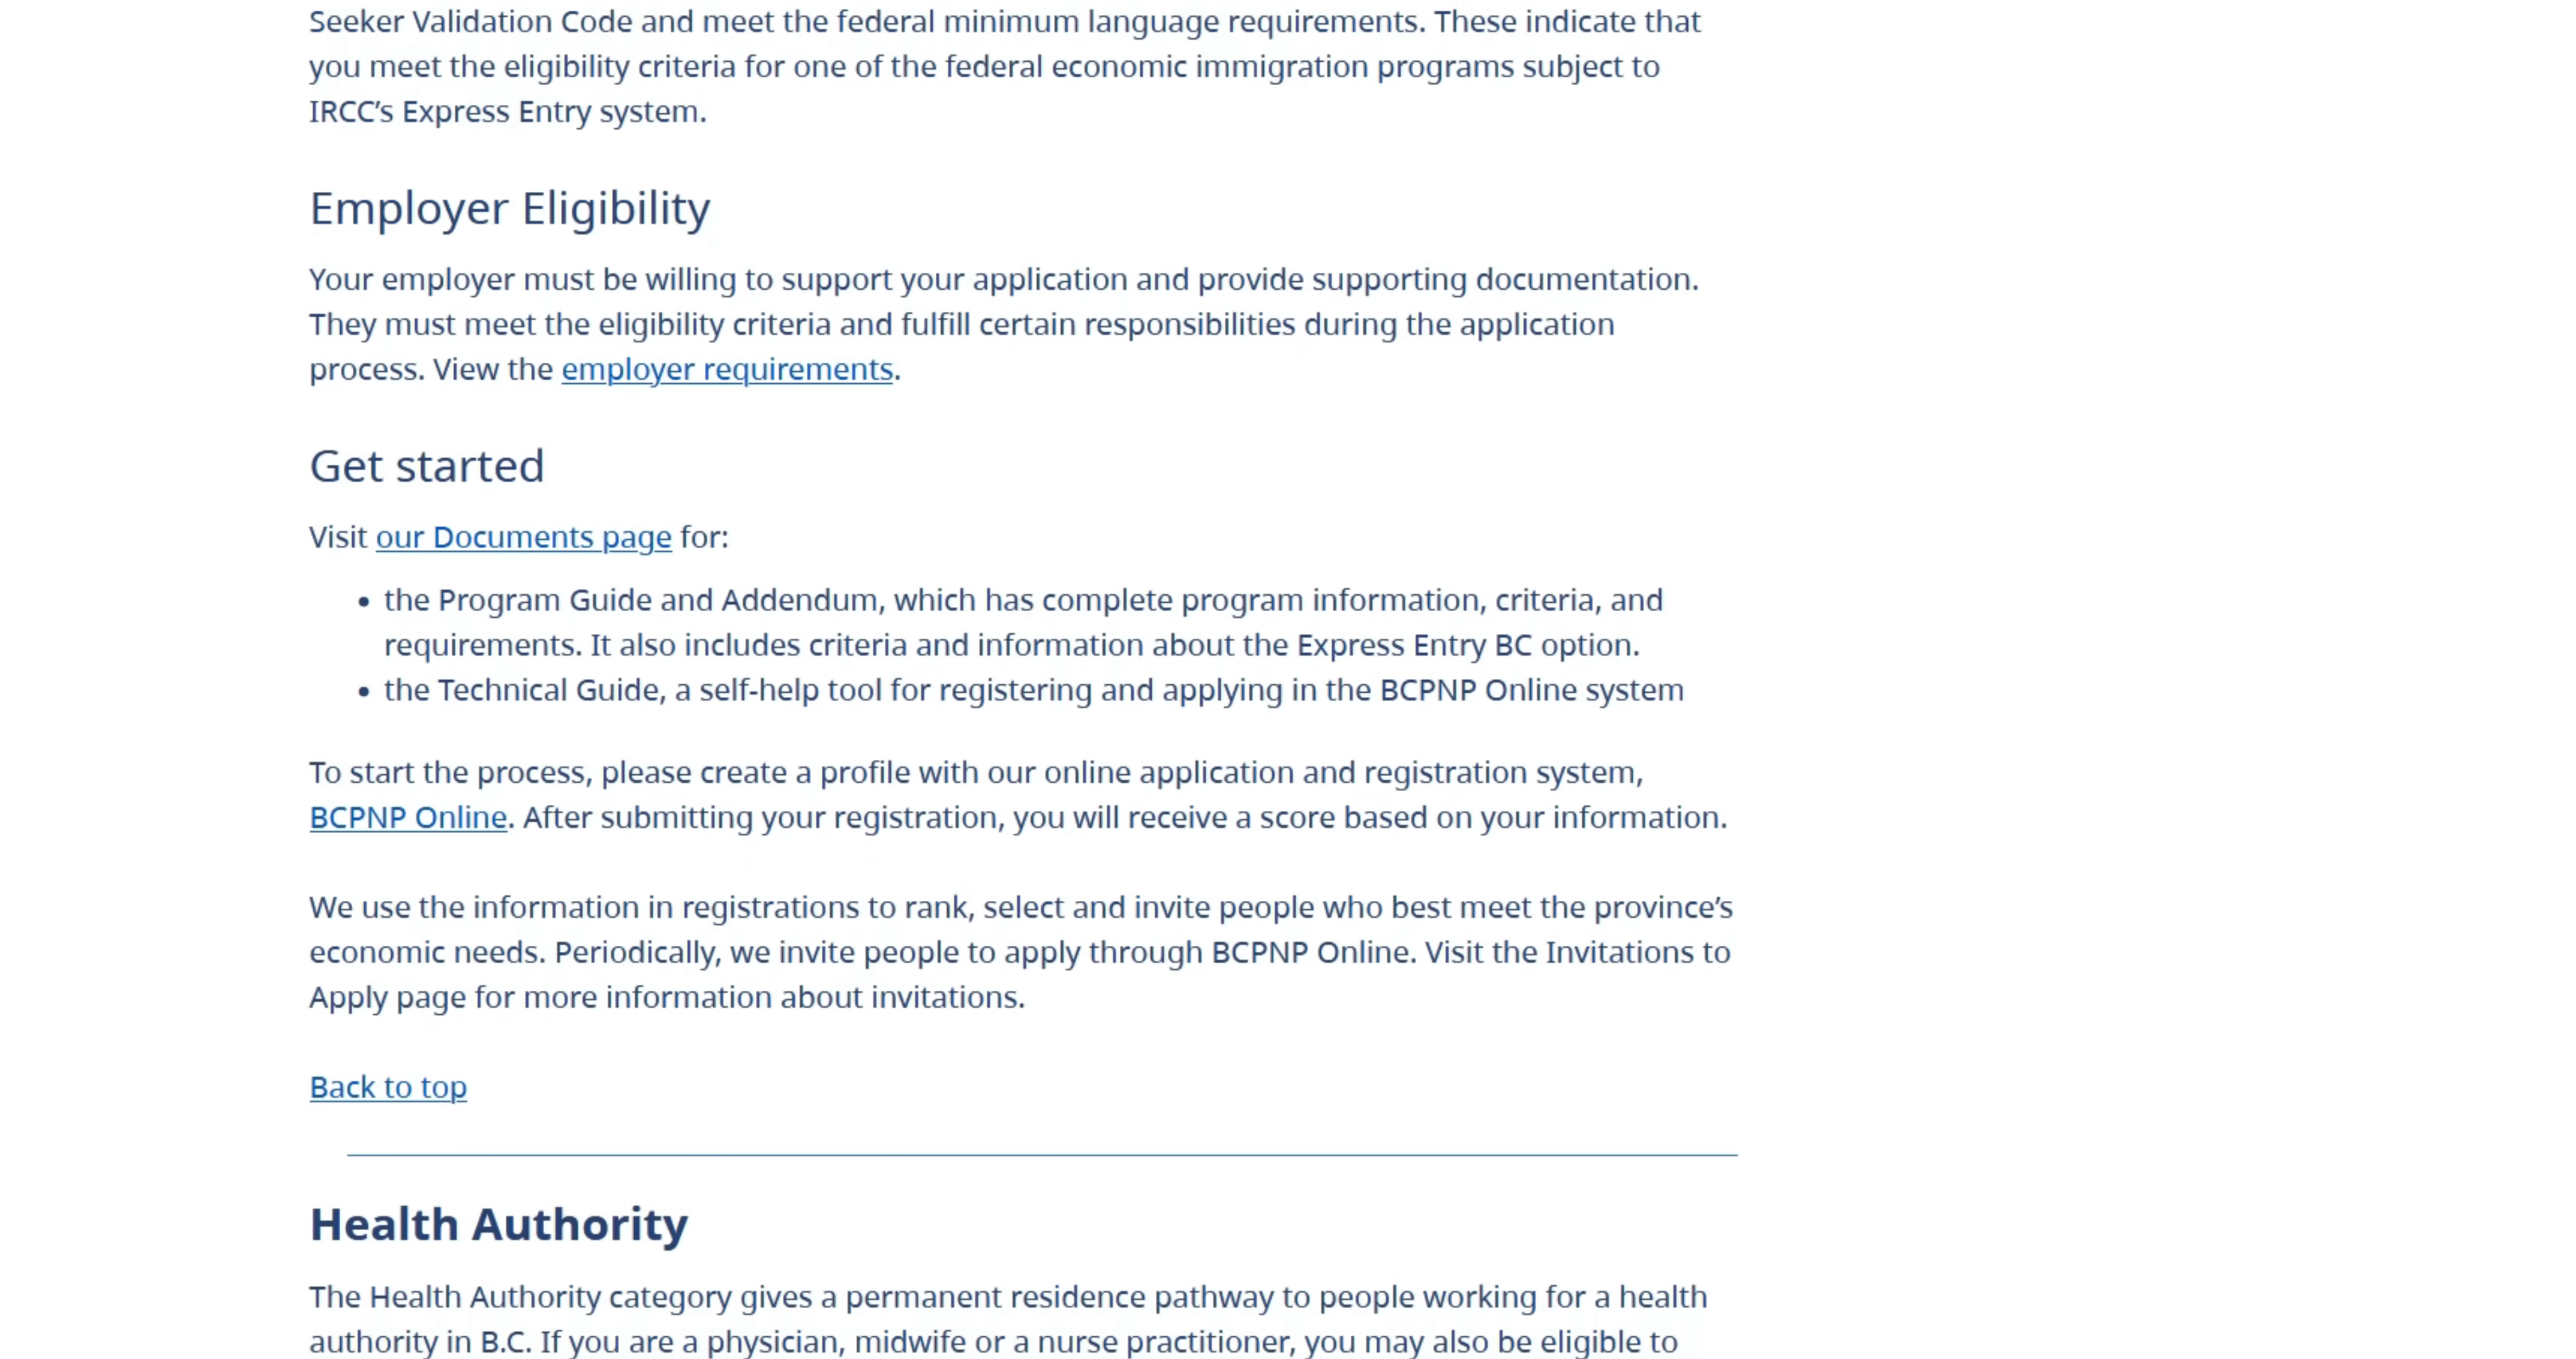 Seeker Validation Code and meet the federal minimum language requirements. These indicate that
you meet the eligibility criteria for one of the federal economic immigration programs subject to
IRCC’s Express Entry system.
Employer Eligibility
Your employer must be willing to support your application and provide supporting documentation.
They must meet the eligibility criteria and fulfill certain responsibilities during the application
process. View the employer requirements.
Get started
Visit our Documents page for:
• the Program Guide and Addendum, which has complete program information, criteria, and
requirements. It also includes criteria and information about the Express Entry BC option.
• the Technical Guide, a self-help tool for registering and applying in the BCPNP Online system
To start the process, please create a profile with our online application and registration system,
BCPNP Online. After submitting your registration, you will receive a score based on your information.
We use the information in registrations to rank, select and invite people who best meet the province’s
economic needs. Periodically, we invite people to apply through BCPNP Online. Visit the Invitations to
Apply page for more information about invitations.
Back to top
Health Authority
The Health Authority category gives a permanent residence pathway to people working for a health
authority in B.C. If you are a physician, midwife or a nurse practitioner, you may also be eligible to